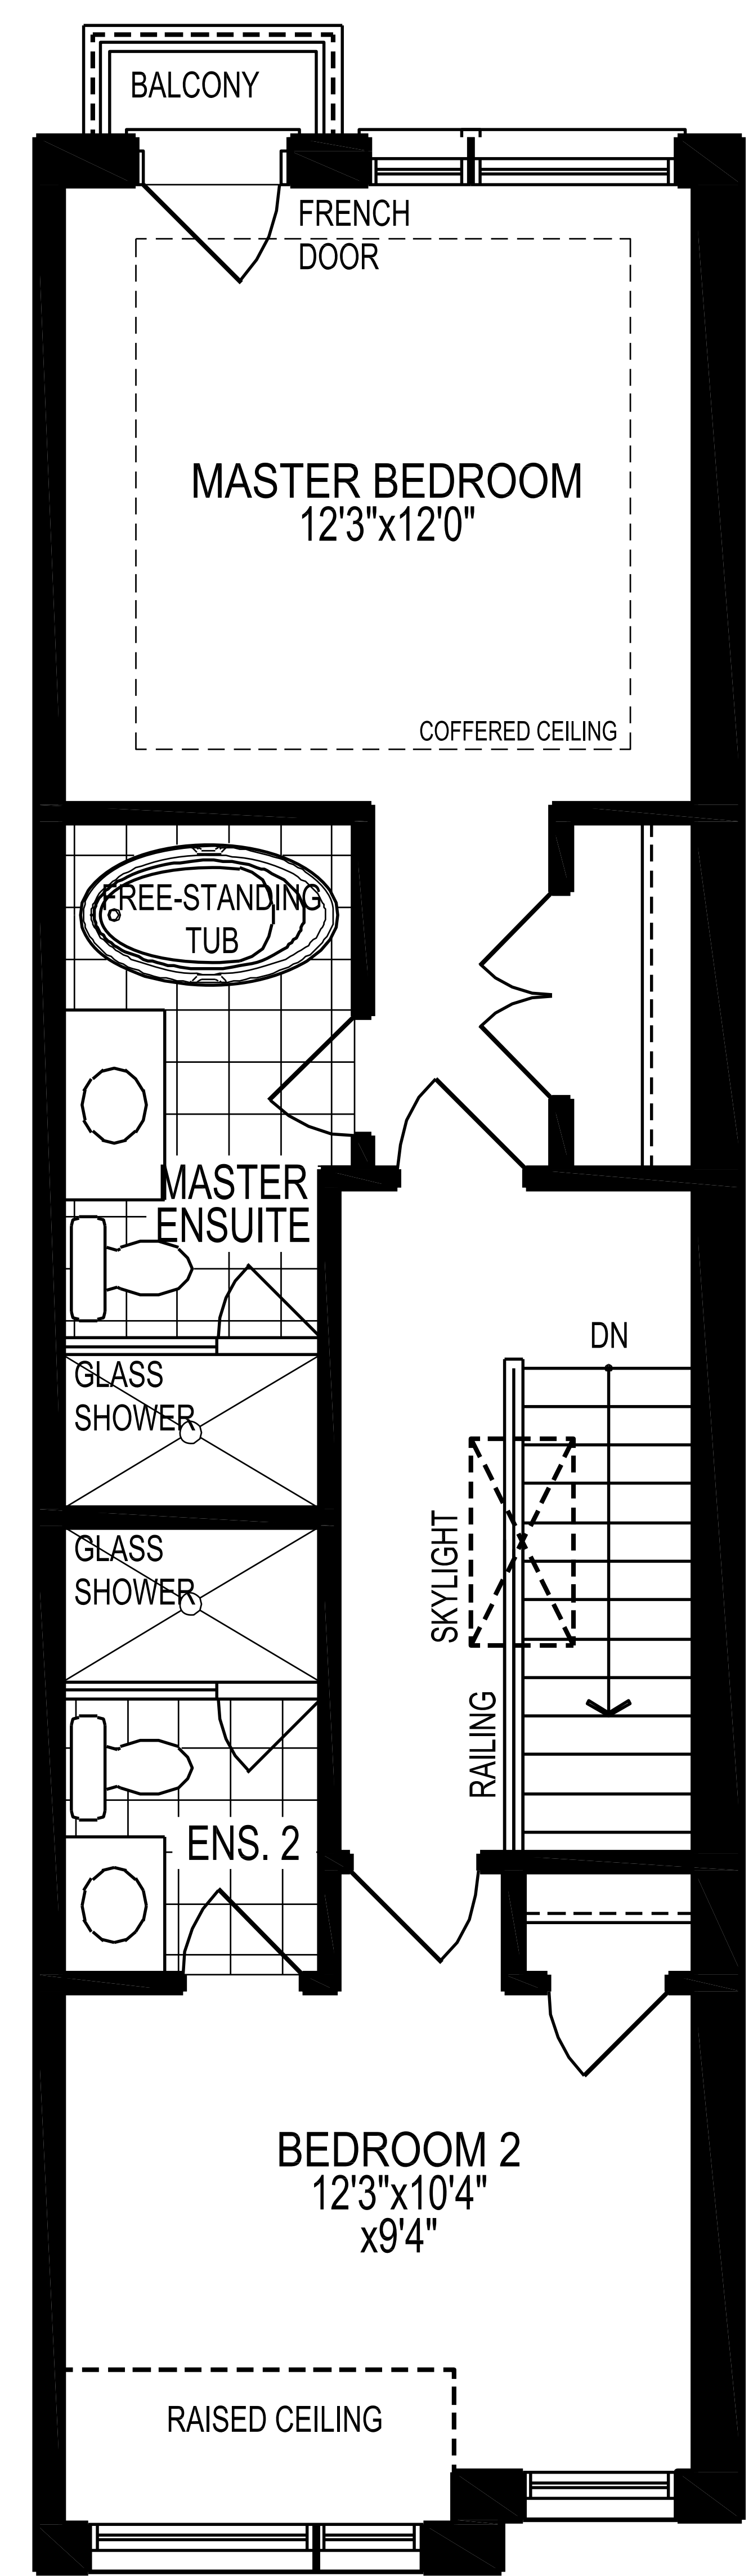 BALCONY
FRENCH
DOOR
MASTER BEDROOM
12'3"x12'0"
COFFERED CEILING
FREE-STANDING
TUB
MASTER
ENSUITE
GLASS
SHOWER
DN
SKYLIGHT
GLASS
SHOWER
RAILING
ENS. 2
BEDROOM 2
12'3"x10'4"
x9'4"
RAISED CEILING